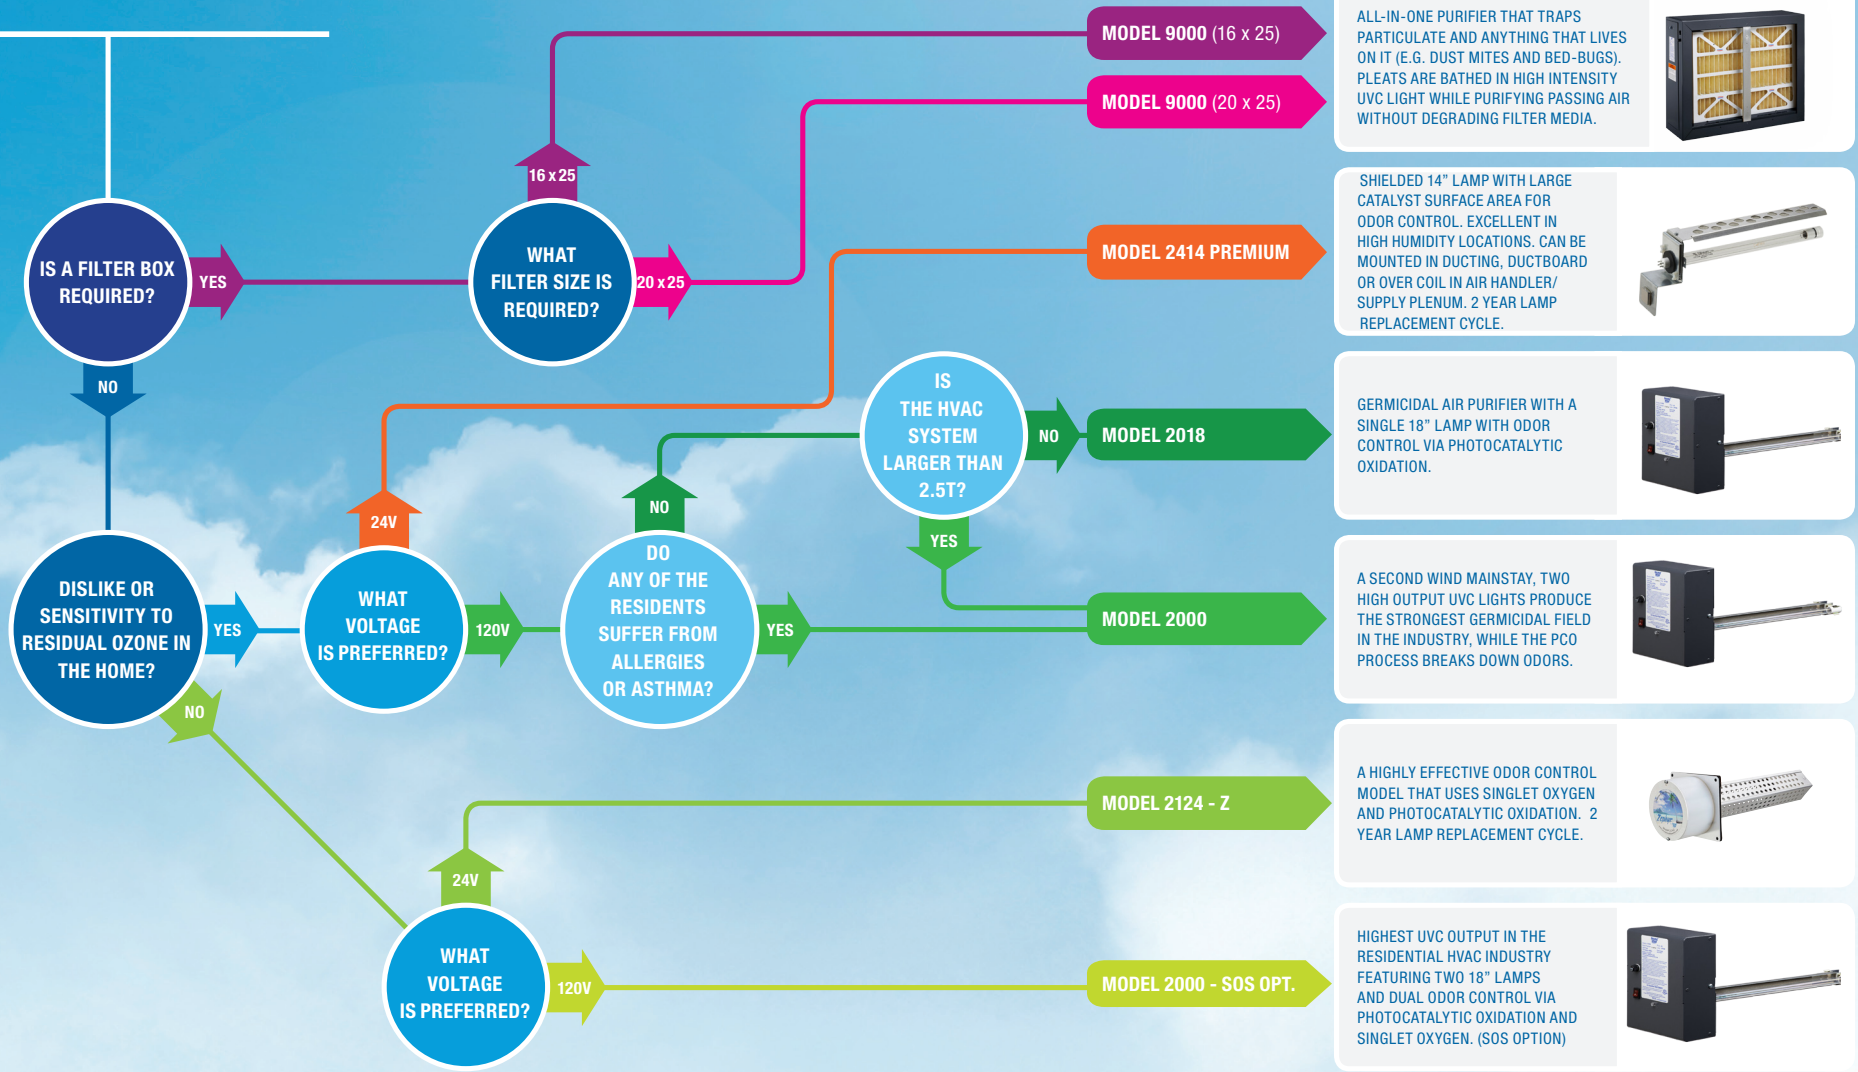 MODEL 9000 (16 x 25)
ALL-IN-ONE PURIFIER THAT TRAPS
PARTICULATE AND ANYTHING THAT LIVES
ON IT (E.G. DUST MITES AND BED-BUGS).
PLEATS ARE BATHED IN HIGH INTENSITY
UVC LIGHT WHILE PURIFYING PASSING AIR
WITHOUT DEGRADING FILTER MEDIA.
MODEL 9000 (20 x 25)
16 x 25
IS A FILTER BOX
REQUIRED?
YES
WHAT
FILTER SIZE IS
REQUIRED?
20 x 25
MODEL 2414 PREMIUM
SHIELDED 14” LAMP WITH LARGE
CATALYST SURFACE AREA FOR
ODOR CONTROL. EXCELLENT IN
HIGH HUMIDITY LOCATIONS. CAN BE
MOUNTED IN DUCTING, DUCTBOARD
OR OVER COIL IN AIR HANDLER/
SUPPLY PLENUM. 2 YEAR LAMP
REPLACEMENT CYCLE.
NO
IS
THE HVAC
SYSTEM
LARGER THAN
2.5T?
NO
MODEL 2018
GERMICIDAL AIR PURIFIER WITH A
SINGLE 18” LAMP WITH ODOR
CONTROL VIA PHOTOCATALYTIC
OXIDATION.
24V
NO
YES
DISLIKE OR
SENSITIVITY TO
RESIDUAL OZONE IN
THE HOME?
YES
WHAT
VOLTAGE
IS PREFERRED?
120V
DO
ANY OF THE
RESIDENTS
SUFFER FROM
ALLERGIES
OR ASTHMA?
YES
MODEL 2000
A SECOND WIND MAINSTAY, TWO
HIGH OUTPUT UVC LIGHTS PRODUCE
THE STRONGEST GERMICIDAL FIELD
IN THE INDUSTRY, WHILE THE PCO
PROCESS BREAKS DOWN ODORS.
NO
MODEL 2124 - Z
A HIGHLY EFFECTIVE ODOR CONTROL
MODEL THAT USES SINGLET OXYGEN
AND PHOTOCATALYTIC OXIDATION. 2
YEAR LAMP REPLACEMENT CYCLE.
24V
WHAT
VOLTAGE
IS PREFERRED?
120V
MODEL 2000 - SOS OPT.
HIGHEST UVC OUTPUT IN THE
RESIDENTIAL HVAC INDUSTRY
FEATURING TWO 18” LAMPS
AND DUAL ODOR CONTROL VIA
PHOTOCATALYTIC OXIDATION AND
SINGLET OXYGEN. (SOS OPTION)